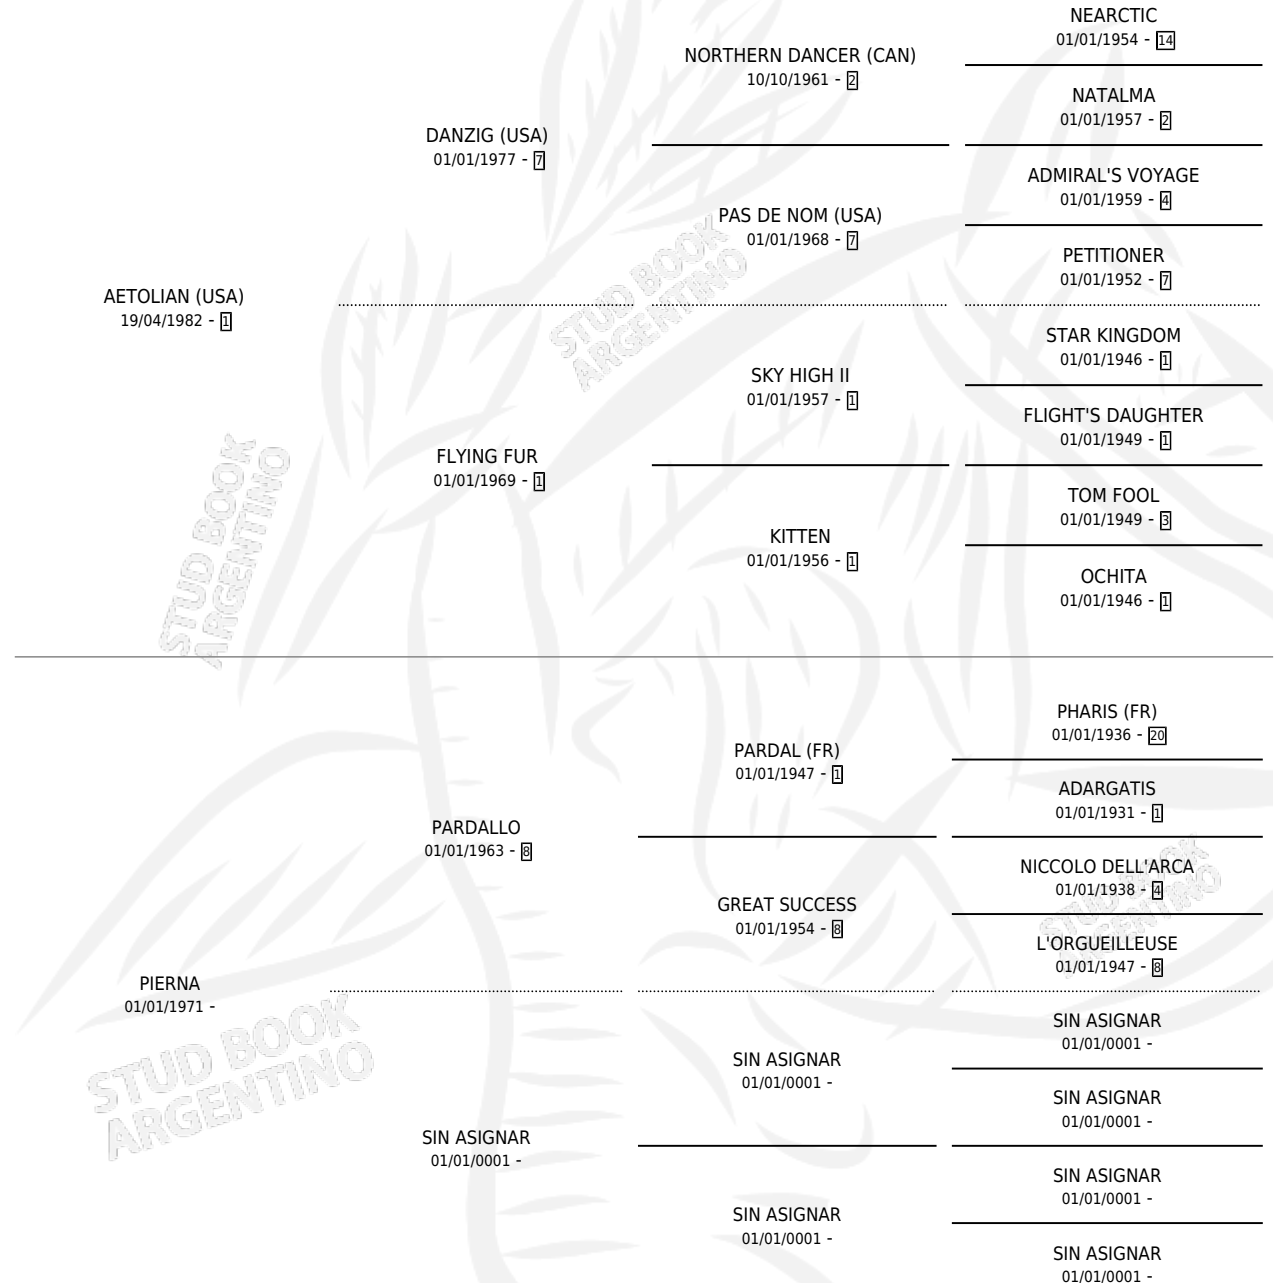 NEARCTIC
01/01/1954 - 14
NORTHERN DANCER (CAN)
10/10/1961 - 2
NATALMA
01/01/1957 - 2
DANZIG (USA)
01/01/1977 - 7
ADMIRAL'S VOYAGE
01/01/1959 - 4
PAS DE NOM (USA)
01/01/1968 - 7
PETITIONER
01/01/1952 - 7
AETOLIAN (USA)
19/04/1982 - 1
STAR KINGDOM
01/01/1946 - 1
SKY HIGH II
01/01/1957 - 1
FLIGHT'S DAUGHTER
01/01/1949 - 1
FLYING FUR
01/01/1969 - 1
TOM FOOL
01/01/1949 - 3
KITTEN
01/01/1956 - 1
OCHITA
01/01/1946 - 1
PHARIS (FR)
01/01/1936 - 20
PARDAL (FR)
01/01/1947 - 1
ADARGATIS
01/01/1931 - 1
PARDALLO
01/01/1963 - 8
NICCOLO DELL'ARCA
01/01/1938 - 4
GREAT SUCCESS
01/01/1954 - 8
L'ORGUEILLEUSE
01/01/1947 - 8
PIERNA
01/01/1971 -
SIN ASIGNAR
01/01/0001 -
SIN ASIGNAR
01/01/0001 -
SIN ASIGNAR
01/01/0001 -
SIN ASIGNAR
01/01/0001 -
SIN ASIGNAR
01/01/0001 -
SIN ASIGNAR
01/01/0001 -
SIN ASIGNAR
01/01/0001 -
STUD BOOK
ARGENTINO
STUD BOOK
ARGENTINO
STUD BOOK
ARGENTINO
STUD BOOK
ARGENTINO